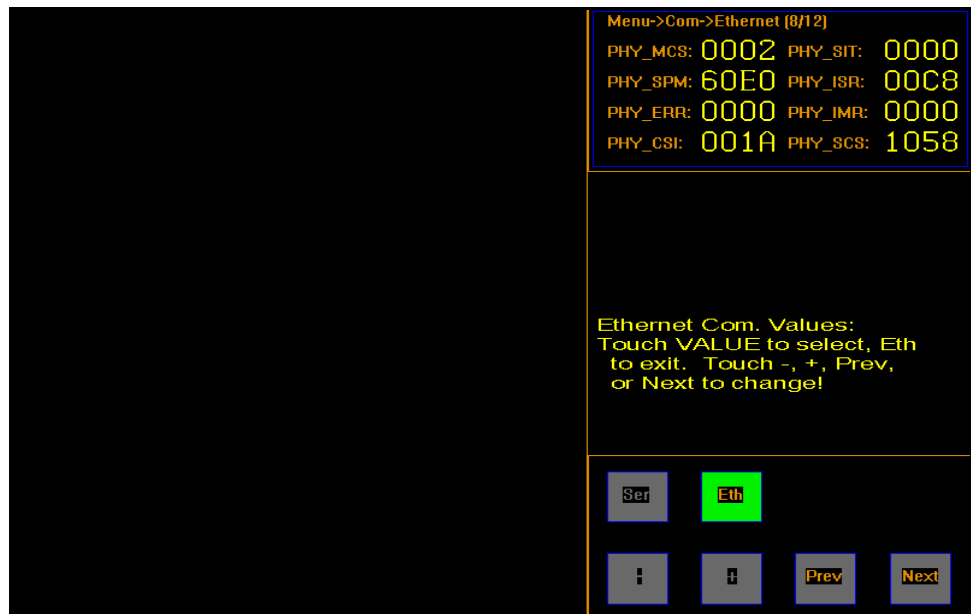 Menu->Com->Ethernet (8/12)
PHY_MCS: 0002 PHY_SIT: 0000
PHY_SPM: 60E0 PHY_ISR: 00C8
PHY_ERR: 0000 PHY_IMR: 0000
PHY_CSI: 001A PHY_SCS: 1058
Ethernet Com. Values:
Touch VALUE to select, Eth
to exit. Touch -, +, Prev,
or Next to change!
Ser Eth
- + Prev Next